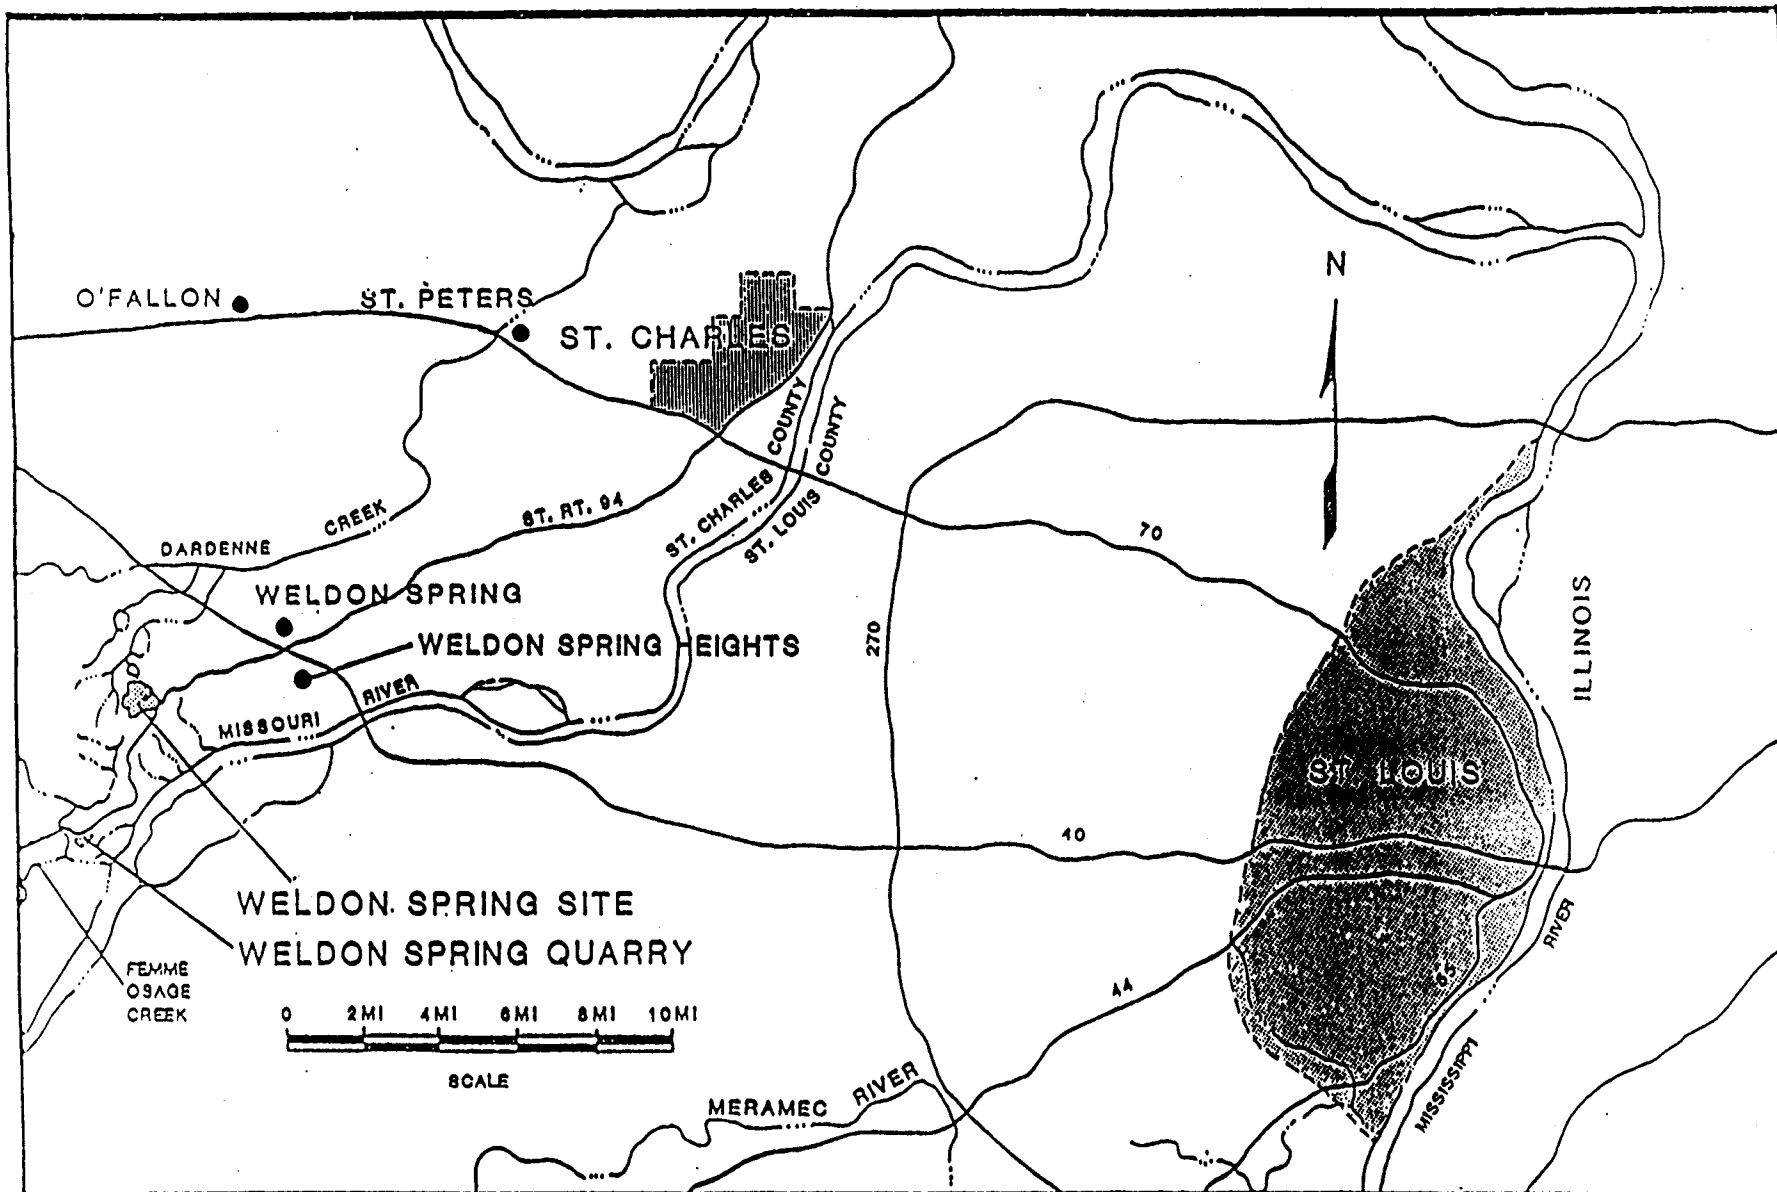 N
O'FALLON
ST. PETERS
ST. CHARLES
ST. CHARLES COUNTY
ST. LOUIS COUNTY
ST. RT. 94
70
DARDENNE CREEK
WELDON SPRING
WELDON SPRING HEIGHTS
270
ILLINOIS
MISSOURI RIVER
ST. LOUIS
40
WELDON SPRING SITE
WELDON SPRING QUARRY
FEMME
OSAGE
CREEK
0 2MI 4MI 6MI 8MI 10MI
SCALE
44
MERAMEC RIVER
MISSISSIPPI RIVER